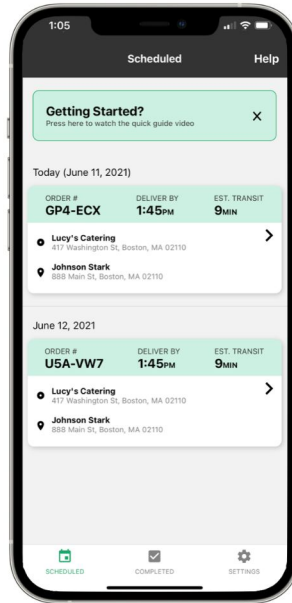 1:05
Scheduled Help
Getting Started?
Press here to watch the quick guide video
Today (June 11, 2021)
ORDER # DELIVER BY EST. TRANSIT
GP4-ECX 1:45PM 9MIN
Lucy's Catering
417 Washington St, Boston, MA 02110
Johnson Stark
888 Main St, Boston, MA 02110
June 12, 2021
ORDER # DELIVER BY EST. TRANSIT
U5A-VW7 1:45PM 9MIN
Lucy's Catering
417 Washington St, Boston, MA 02110
Johnson Stark
888 Main St, Boston, MA 02110
SCHEDULED COMPLETED SETTINGS